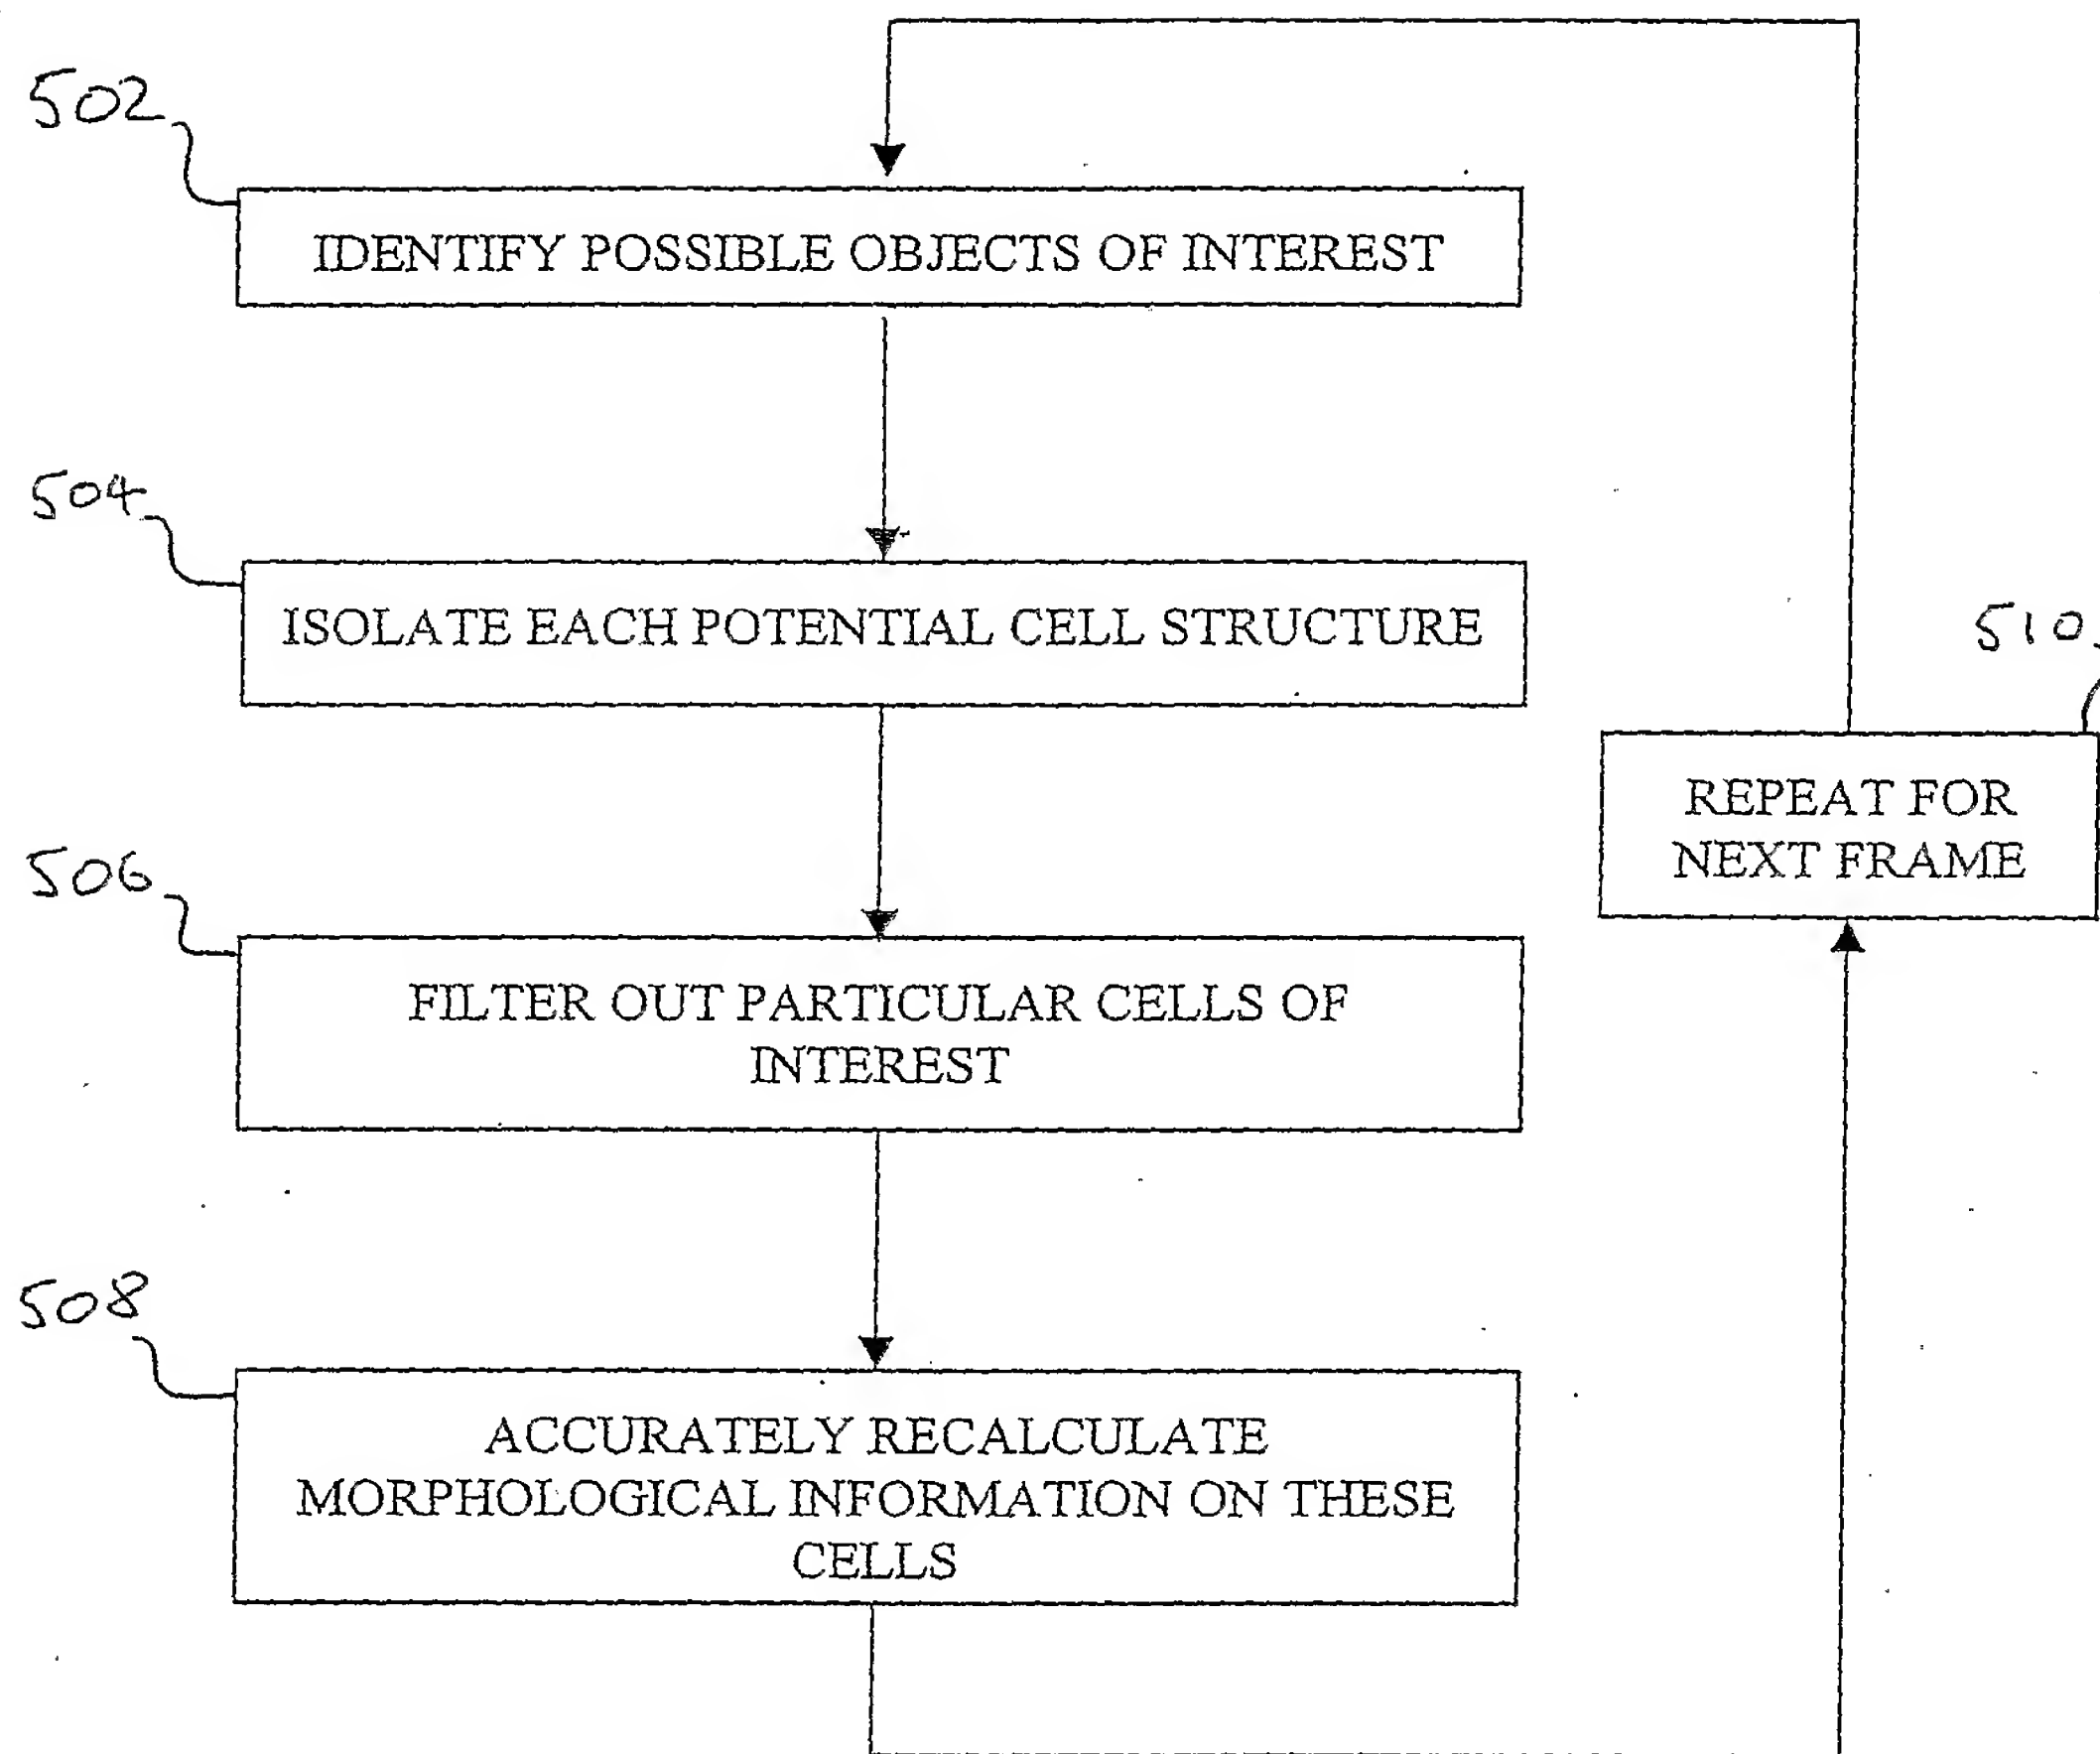 502
IDENTIFY POSSIBLE OBJECTS OF INTEREST
504
ISOLATE EACH POTENTIAL CELL STRUCTURE
510
REPEAT FOR
NEXT FRAME
506
FILTER OUT PARTICULAR CELLS OF
INTEREST
508
ACCURATELY RECALCULATE
MORPHOLOGICAL INFORMATION ON THESE
CELLS